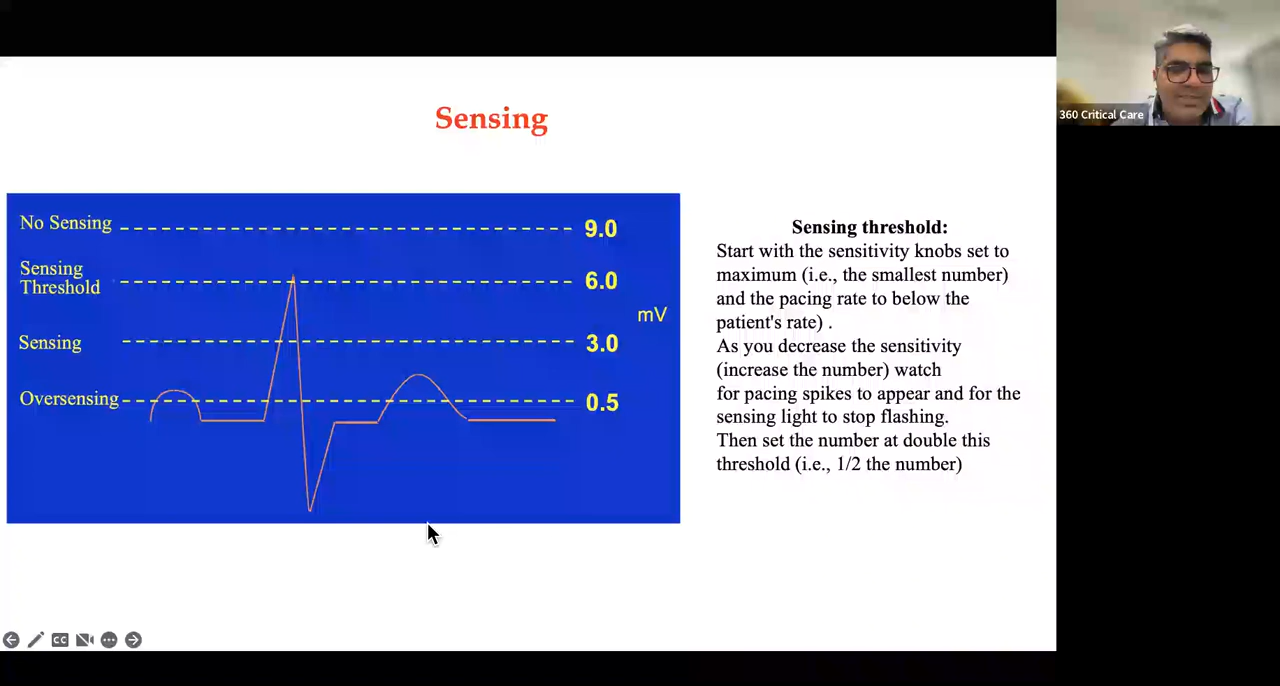 360 Critical Care
Sensing
No Sensing
9.0
Sensing
Threshold
6.0
mV
Sensing
3.0
Oversensing
0.5
Sensing threshold:
Start with the sensitivity knobs set to
maximum (i.e., the smallest number)
and the pacing rate to below the
patient's rate) .
As you decrease the sensitivity
(increase the number) watch
for pacing spikes to appear and for the
sensing light to stop flashing.
Then set the number at double this
threshold (i.e., 1/2 the number)
CC